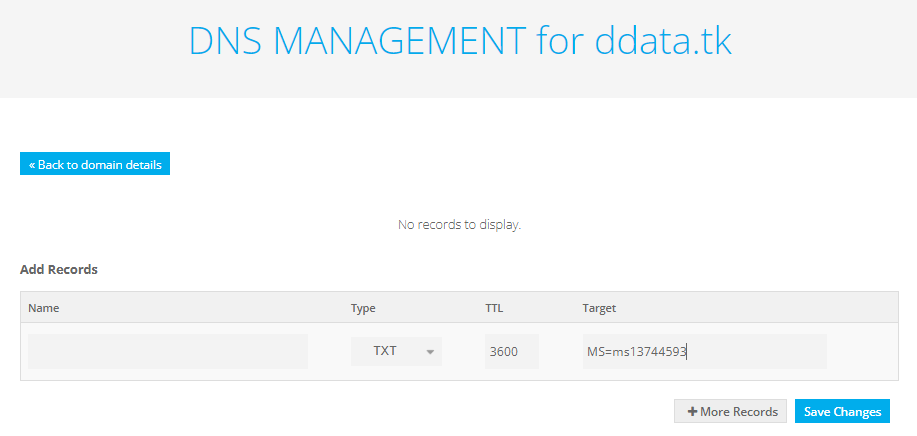 DNS MANAGEMENT for ddata.tk
« Back to domain details
No records to display.
Add Records
Name Type TTL Target
TXT 3600 MS=ms13744593
+ More Records Save Changes